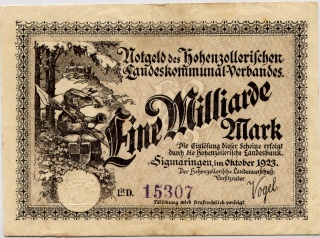 Notgeld des Hohenzollerischen
Landeskommunal-Verbandes.
Eine Milliarde
Mark
Die Einlösung dieser Scheine erfolgt
durch die Hohenzollerische Landesbank.
Sigmaringen, im Oktober 1923.
Der Hohenzollerische Landesausschuß
Vorsitzender
Vogel
Lit D. 15307
Fälschung wird strafrechtlich verfolgt